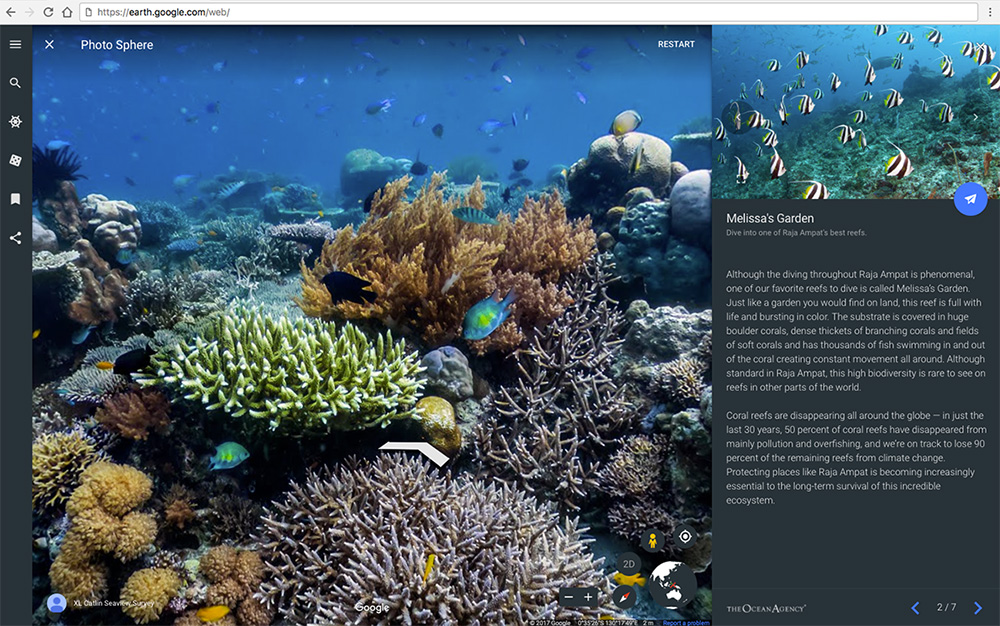 https://earth.google.com/web/
Photo Sphere
RESTART
Melissa's Garden
Dive into one of Raja Ampat's best reefs.
Although the diving throughout Raja Ampat is phenomenal,
one of our favorite reefs to dive is called Melissa's Garden.
Just like a garden you would find on land, this reef is full with
life and bursting in color. The substrate is covered in huge
boulder corals, dense thickets of branching corals and fields
of soft corals and has thousands of fish swimming in and out
of the coral creating constant movement all around. Although
standard in Raja Ampat, this high biodiversity is rare to see on
reefs in other parts of the world.
Coral reefs are disappearing all around the globe — in just the
last 30 years, 50 percent of coral reefs have disappeared from
mainly pollution and overfishing, and we're on track to lose 90
percent of the remaining reefs from climate change.
Protecting places like Raja Ampat is becoming increasingly
essential to the long-term survival of this incredible
ecosystem.
2D
XL Catlin Seaview Survey
Google
© 2017 Google 0°35'26"S 130°17'49"E 2 m Report a problem
THE OCEAN AGENCY
2 / 7